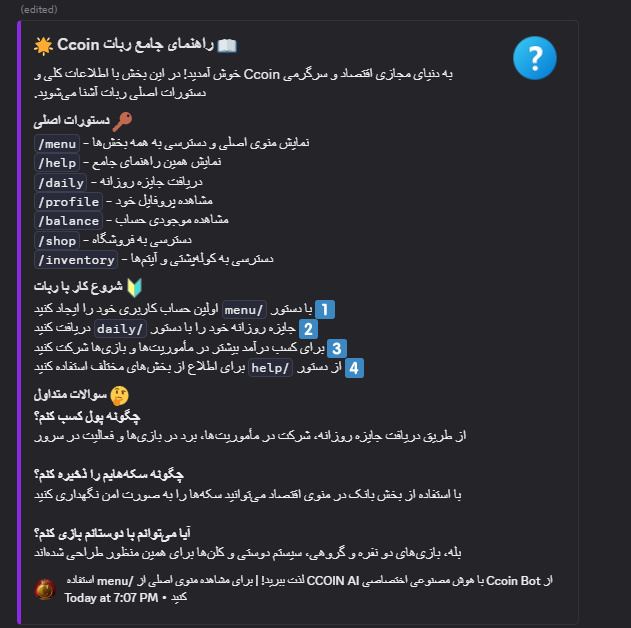 (edited)
🌟 راهنمای جامع ربات Ccoin 📖
به دنیای مجازی اقتصاد و سرگرمی Ccoin خوش آمدید! در این بخش با اطلاعات کلی و
دستورات اصلی ربات آشنا می‌شوید.
🔑 دستورات اصلی
/menu - نمایش منوی اصلی و دسترسی به همه بخش‌ها
/help - نمایش همین راهنمای جامع
/daily - دریافت جایزه روزانه
/profile - مشاهده پروفایل خود
/balance - مشاهده موجودی حساب
/shop - دسترسی به فروشگاه
/inventory - دسترسی به کوله‌پشتی و آیتم‌ها
🔰 شروع کار با ربات
1️⃣ با دستور /menu اولین حساب کاربری خود را ایجاد کنید
2️⃣ جایزه روزانه خود را با دستور /daily دریافت کنید
3️⃣ برای کسب درآمد بیشتر در مأموریت‌ها و بازی‌ها شرکت کنید
4️⃣ از دستور /help برای اطلاع از بخش‌های مختلف استفاده کنید
🤔 سوالات متداول
چگونه پول کسب کنم؟
از طریق دریافت جایزه روزانه، شرکت در مأموریت‌ها، برد در بازی‌ها و فعالیت در سرور
چگونه سکه‌هایم را ذخیره کنم؟
با استفاده از بخش بانک در منوی اقتصاد می‌توانید سکه‌ها را به صورت امن نگهداری کنید
آیا می‌توانم با دوستانم بازی کنم؟
بله، بازی‌های دو نفره و گروهی، سیستم دوستی و کلن‌ها برای همین منظور طراحی شده‌اند
از Ccoin Bot با هوش مصنوعی اختصاصی CCOIN AI لذت ببرید! | برای مشاهده منوی اصلی از /menu استفاده
کنید • Today at 7:07 PM